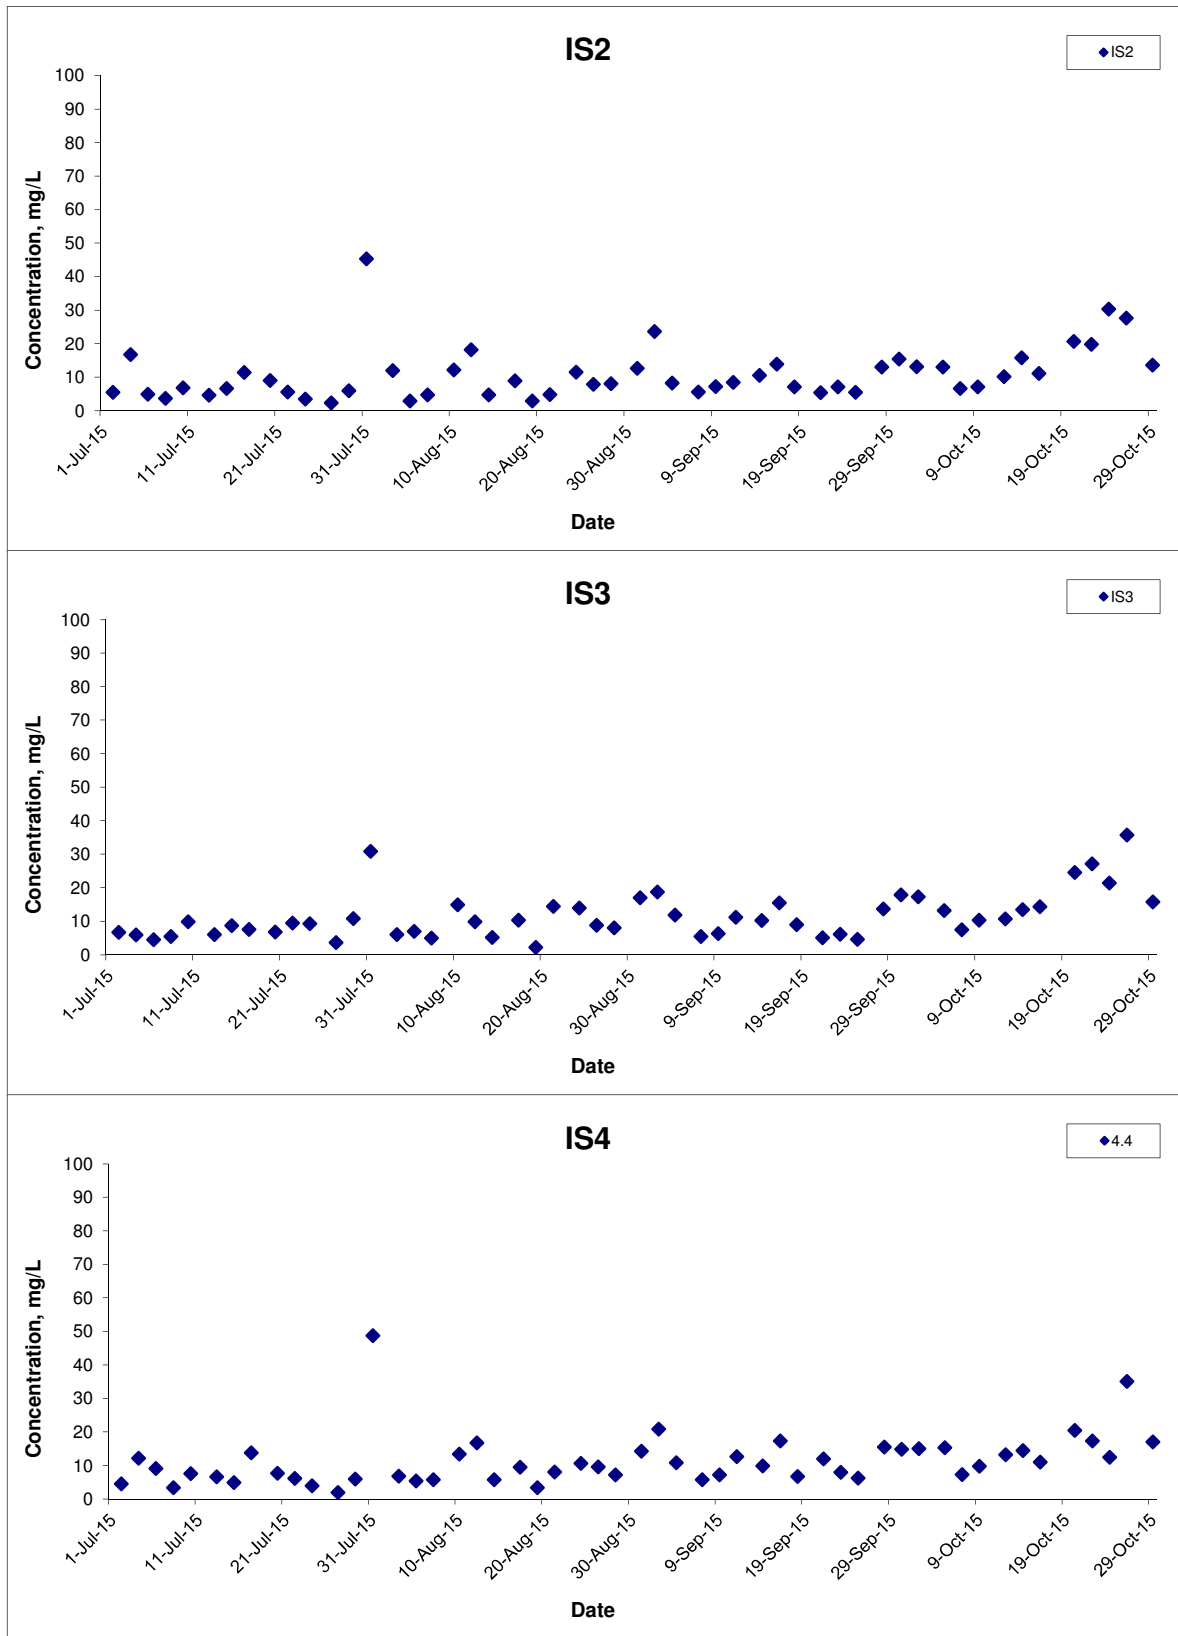 IS2
IS2
100
90
80
70
60
50
40
30
20
10
0
Concentration, mg/L
1-Jul-15
11-Jul-15
21-Jul-15
31-Jul-15
10-Aug-15
20-Aug-15
30-Aug-15
9-Sep-15
19-Sep-15
29-Sep-15
9-Oct-15
19-Oct-15
29-Oct-15
Date
IS3
IS3
100
90
80
70
60
50
40
30
20
10
0
Concentration, mg/L
1-Jul-15
11-Jul-15
21-Jul-15
31-Jul-15
10-Aug-15
20-Aug-15
30-Aug-15
9-Sep-15
19-Sep-15
29-Sep-15
9-Oct-15
19-Oct-15
29-Oct-15
Date
IS4
4.4
100
90
80
70
60
50
40
30
20
10
0
Concentration, mg/L
1-Jul-15
11-Jul-15
21-Jul-15
31-Jul-15
10-Aug-15
20-Aug-15
30-Aug-15
9-Sep-15
19-Sep-15
29-Sep-15
9-Oct-15
19-Oct-15
29-Oct-15
Date